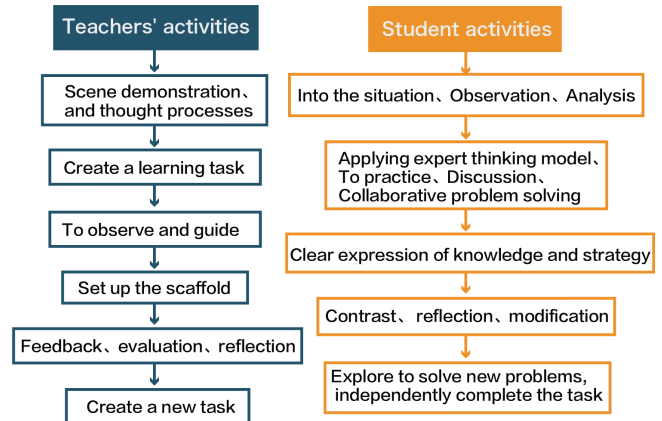 Teachers' activities
Scene demonstration、
and thought processes
Create a learning task
To observe and guide
Set up the scaffold
Feedback、evaluation、reflection
Create a new task
Student activities
Into the situation、Observation、Analysis
Applying expert thinking model、
To practice、Discussion、
Collaborative problem solving
Clear expression of knowledge and strategy
Contrast、reflection、modification
Explore to solve new problems,
independently complete the task